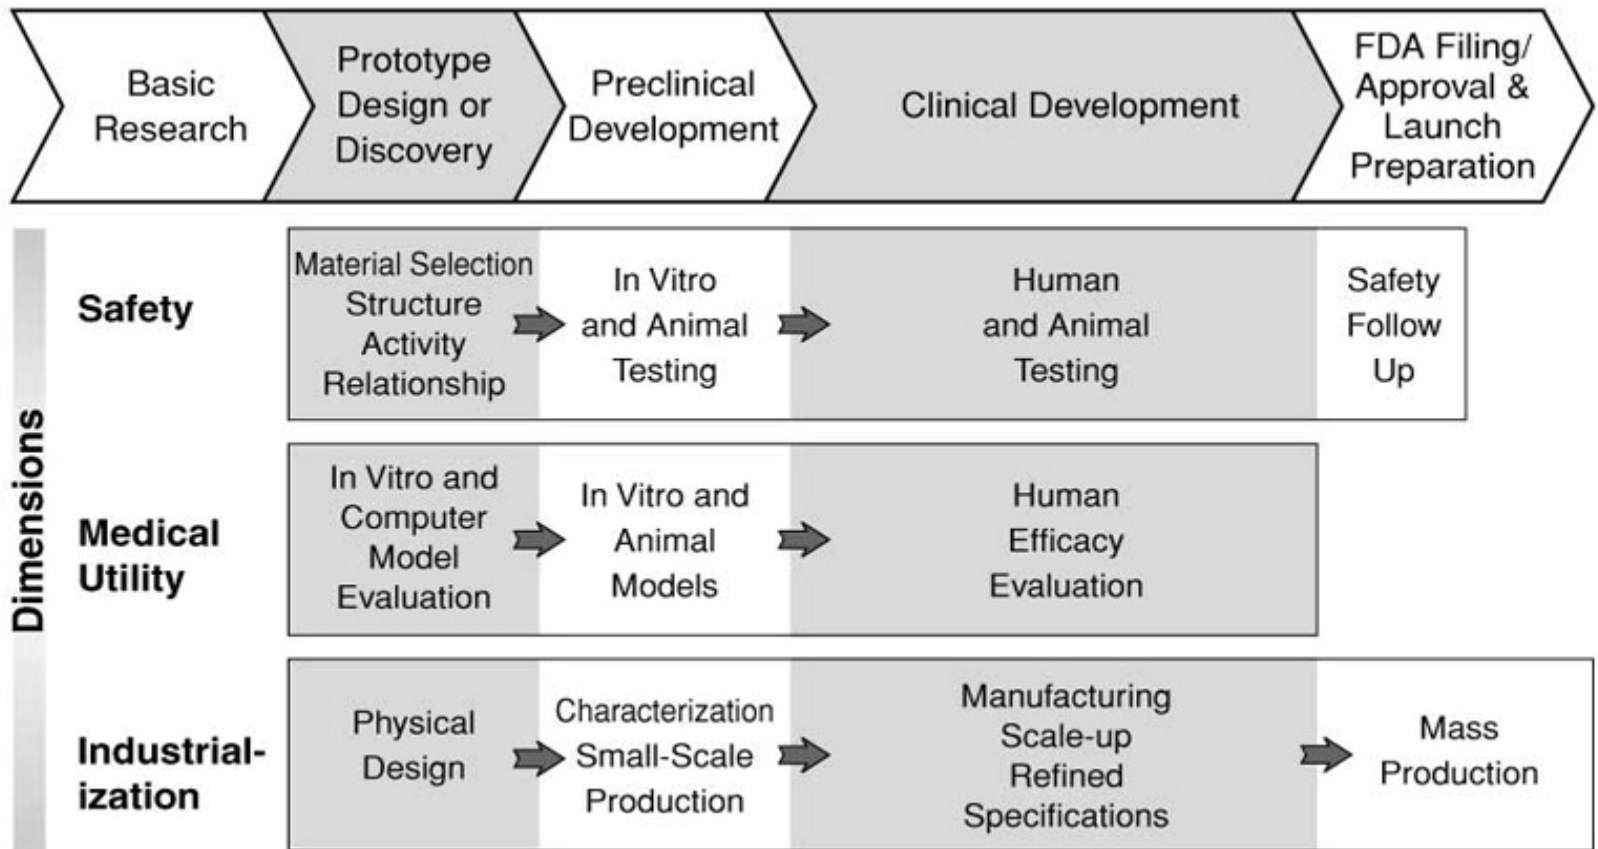 Basic
Research
Prototype
Design or
Discovery
Preclinical
Development
Clinical Development
FDA Filing/
Approval &
Launch
Preparation
Dimensions
Safety
Material Selection
Structure
Activity
Relationship
In Vitro
and Animal
Testing
Human
and Animal
Testing
Safety
Follow
Up
Medical
Utility
In Vitro and
Computer
Model
Evaluation
In Vitro and
Animal
Models
Human
Efficacy
Evaluation
Industrial-
ization
Physical
Design
Characterization
Small-Scale
Production
Manufacturing
Scale-up
Refined
Specifications
Mass
Production